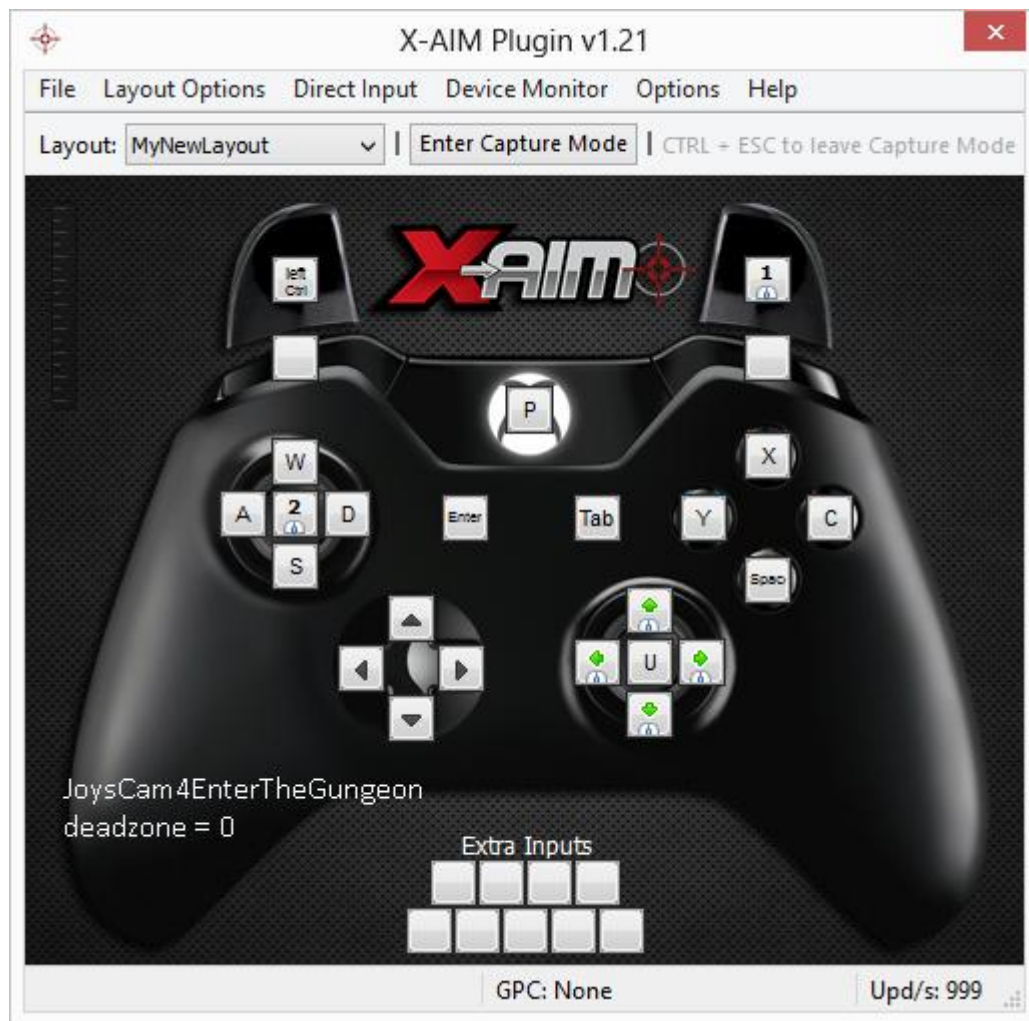 X-AIM Plugin v1.21
×
File Layout Options Direct Input Device Monitor Options Help
Layout: MyNewLayout | Enter Capture Mode | CTRL + ESC to leave Capture Mode
X-AIM
left
Ctrl
1
P
W
X
A 2 D Enter Tab Y C
S
Spac
U
JoysCam4EnterTheGungeon
deadzone = 0
Extra Inputs
GPC: None Upd/s: 999